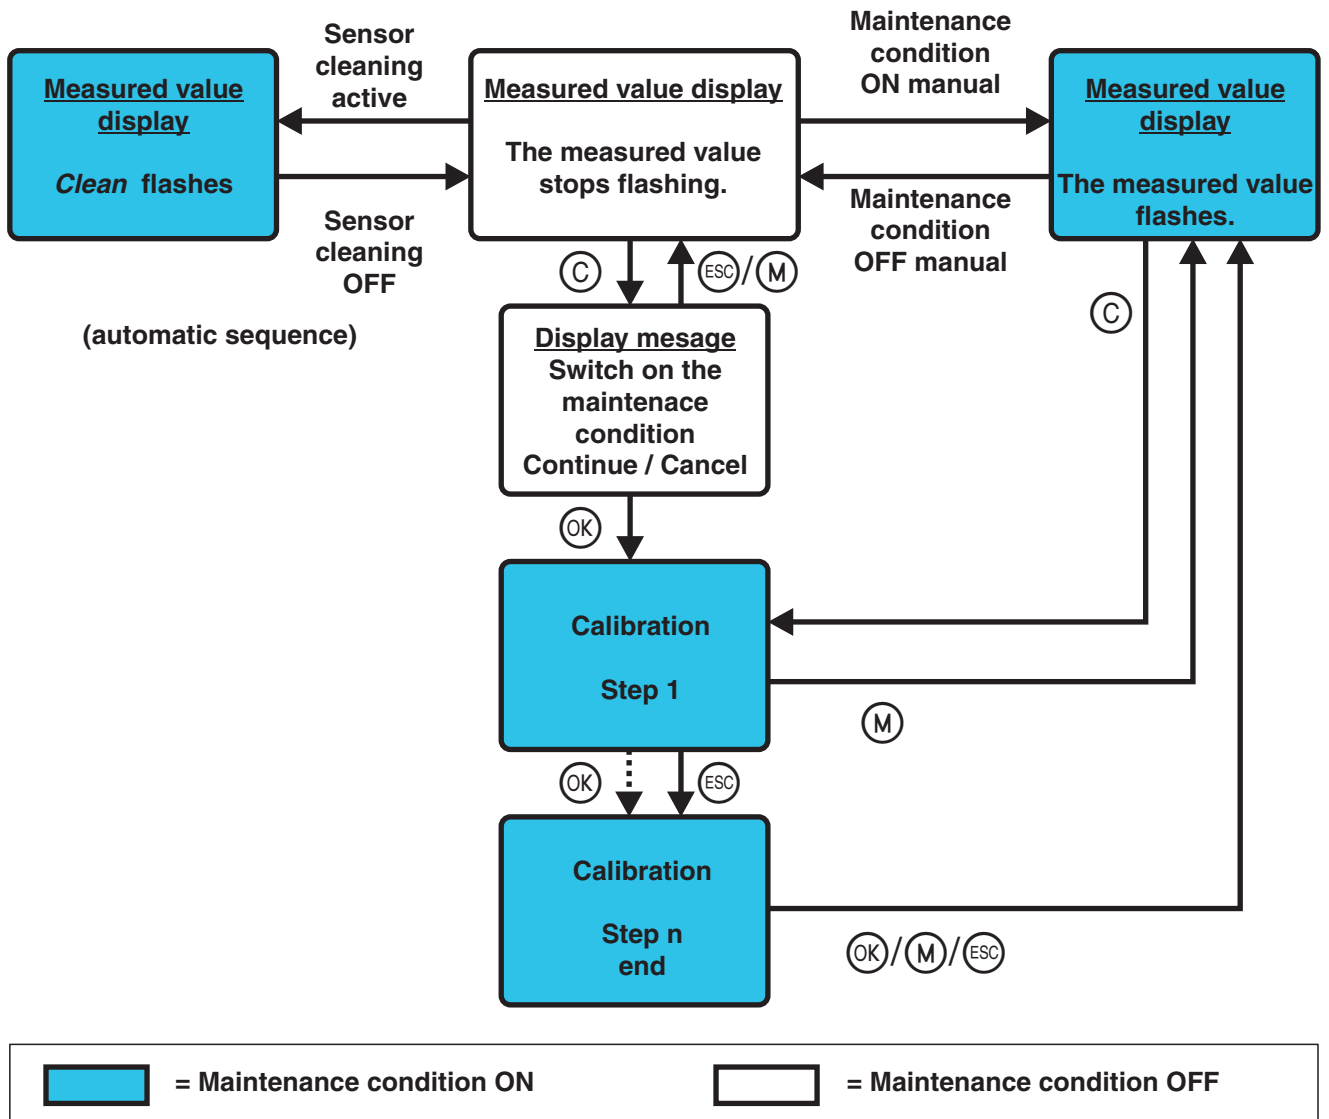 Sensor
cleaning
active
Maintenance
condition
ON manual
Measured value
display
Clean flashes
Measured value display
The measured value
stops flashing.
Measured value
display
The measured value
flashes.
Sensor
cleaning
OFF
Maintenance
condition
OFF manual
(automatic sequence)
C
ESC/M
C
Display mesage
Switch on the
maintenace
condition
Continue / Cancel
OK
Calibration
Step 1
M
OK
ESC
Calibration
Step n
end
OK/M/ESC
= Maintenance condition ON
= Maintenance condition OFF